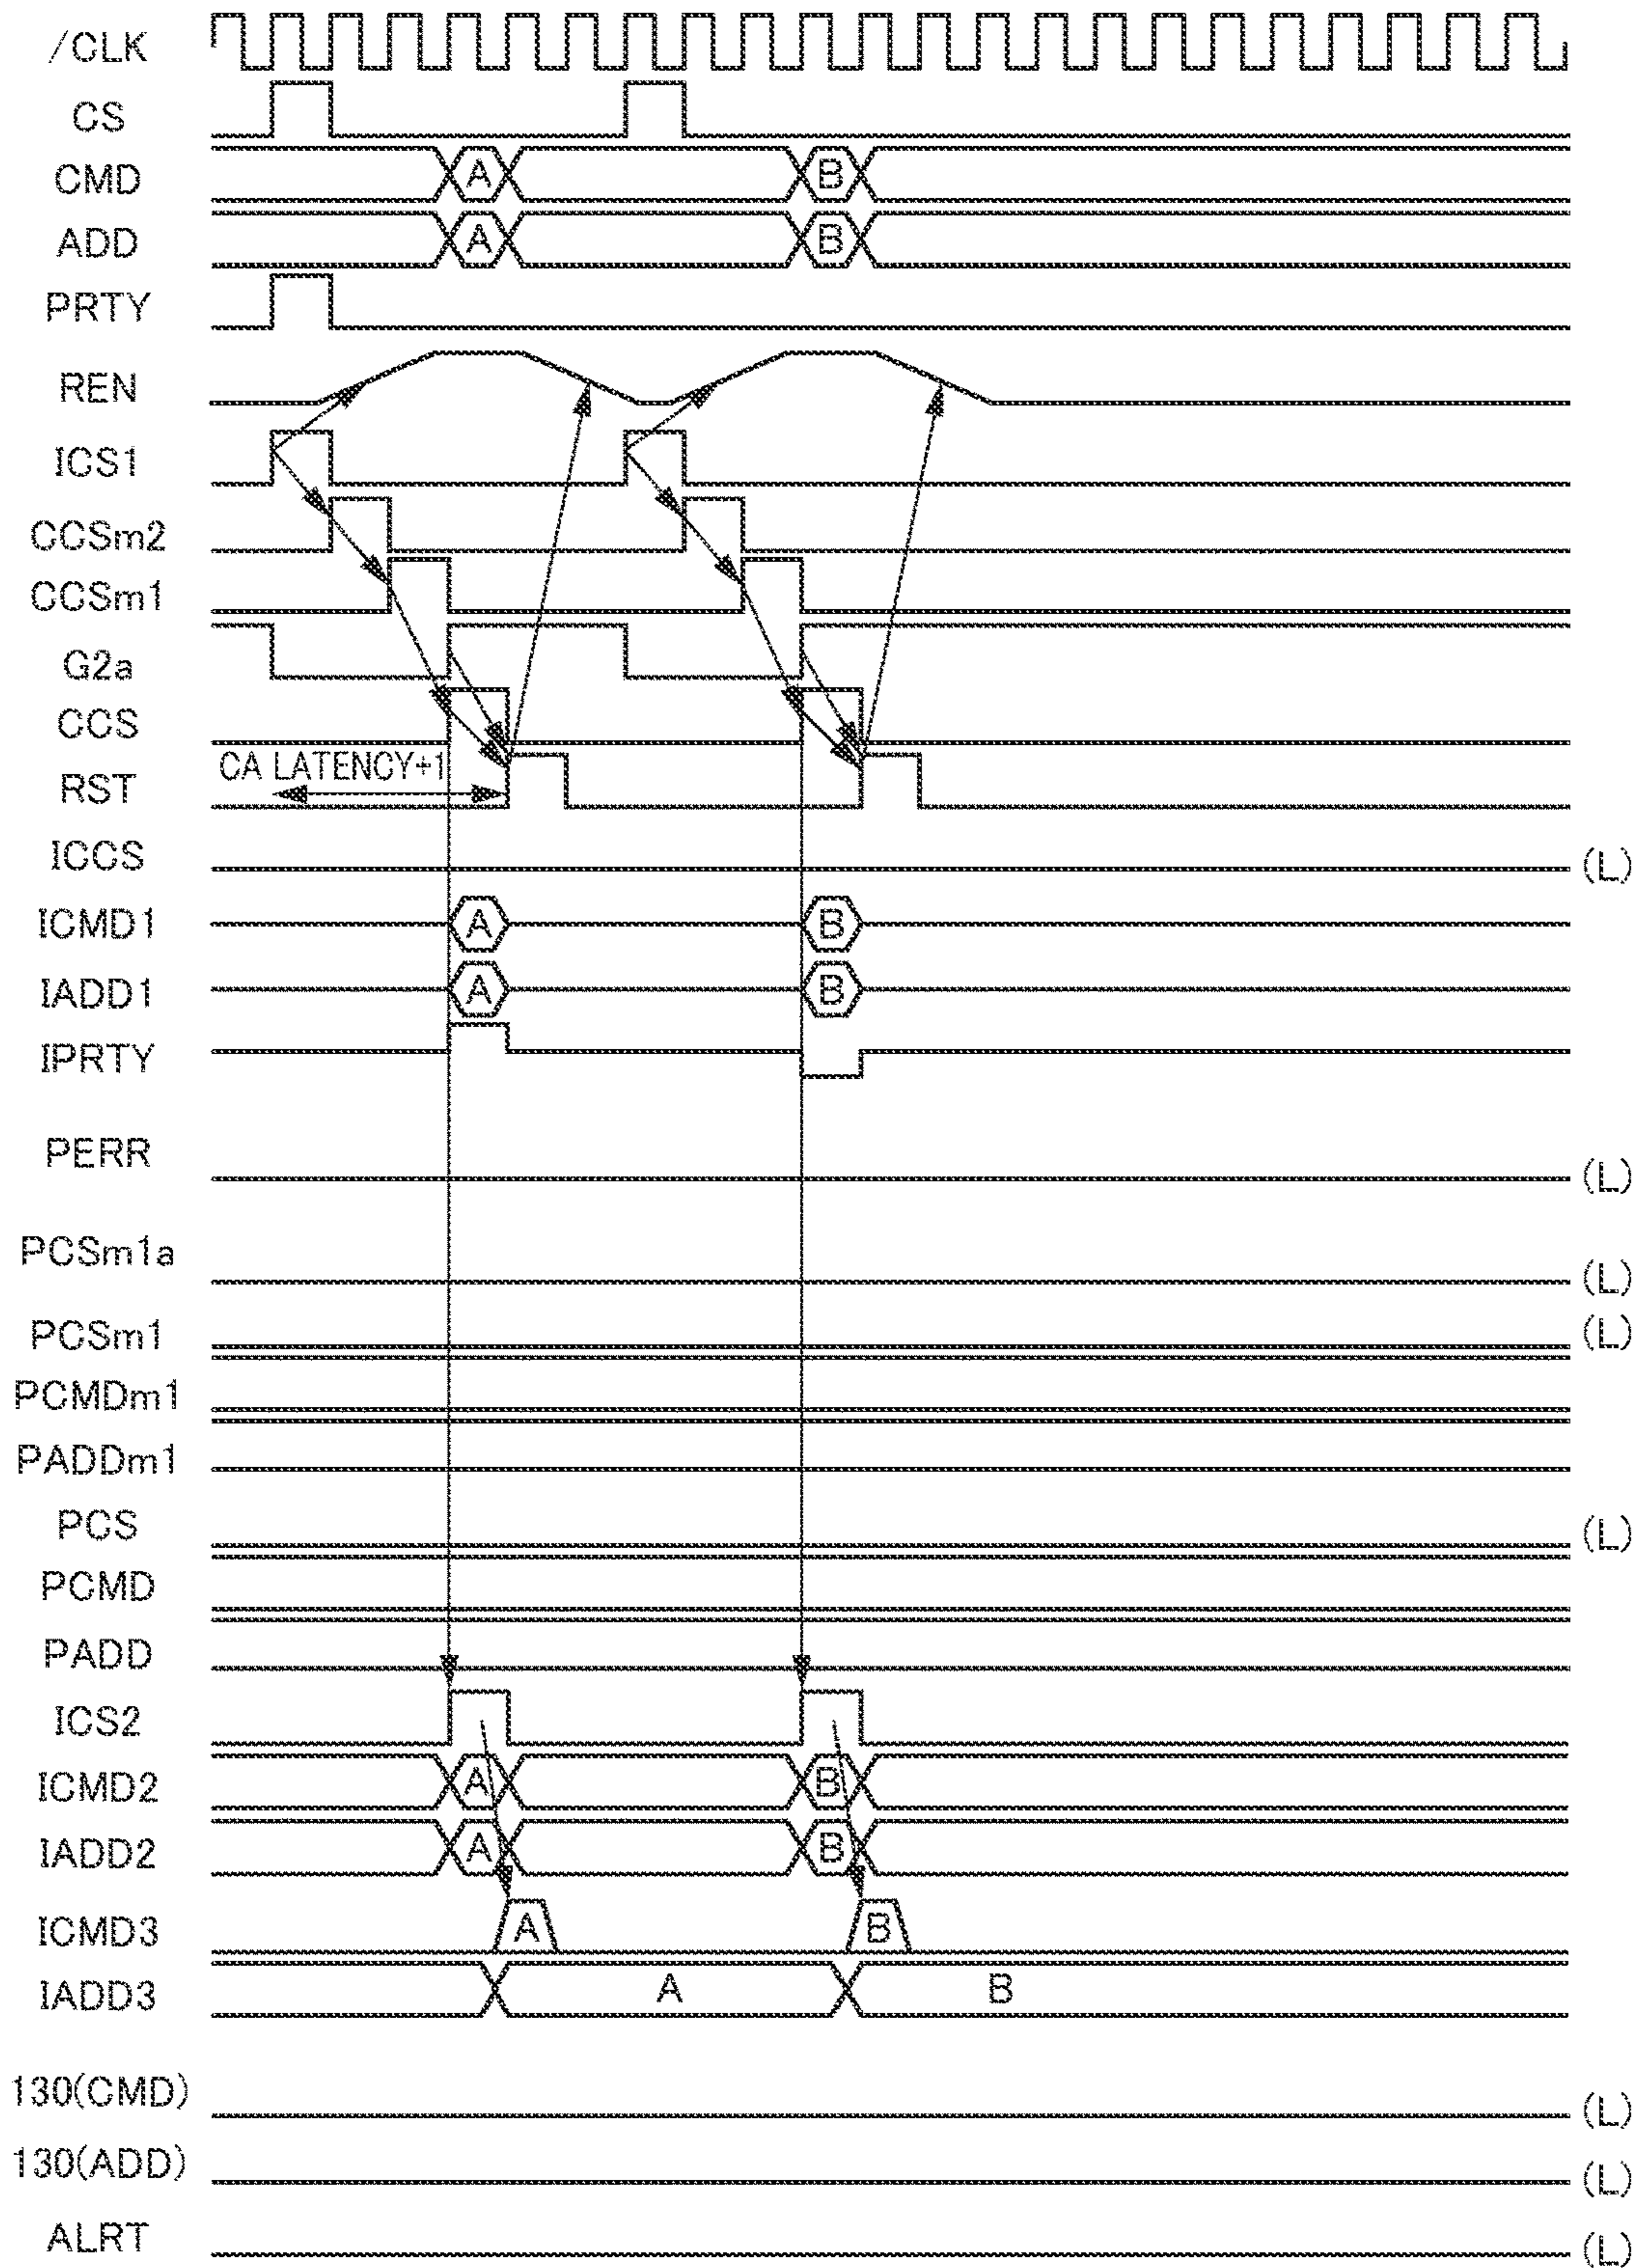 /CLK
CS
CMD A B
ADD A B
PRTY
REN
ICS1
CCSm2
CCSm1
G2a
CCS
CA LATENCY+1
RST
ICCS (L)
ICMD1 A B
IADD1 A B
IPRTY
PERR (L)
PCSm1a (L)
PCSm1 (L)
PCMDm1
PADDm1
PCS (L)
PCMD
PADD
ICS2
ICMD2 A B
IADD2 A B
ICMD3 A B
IADD3 A B
130(CMD) (L)
130(ADD) (L)
ALRT (L)